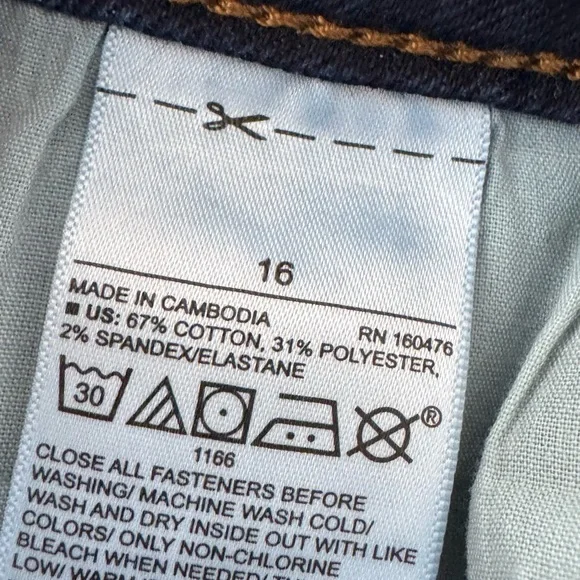 16
MADE IN CAMBODIA RN 160476
US: 67% COTTON, 31% POLYESTER,
2% SPANDEX/ELASTANE
30 ®
1166
CLOSE ALL FASTENERS BEFORE
WASHING/ MACHINE WASH COLD/
WASH AND DRY INSIDE OUT WITH LIKE
COLORS/ ONLY NON-CHLORINE
BLEACH WHEN NEEDED/
LOW/